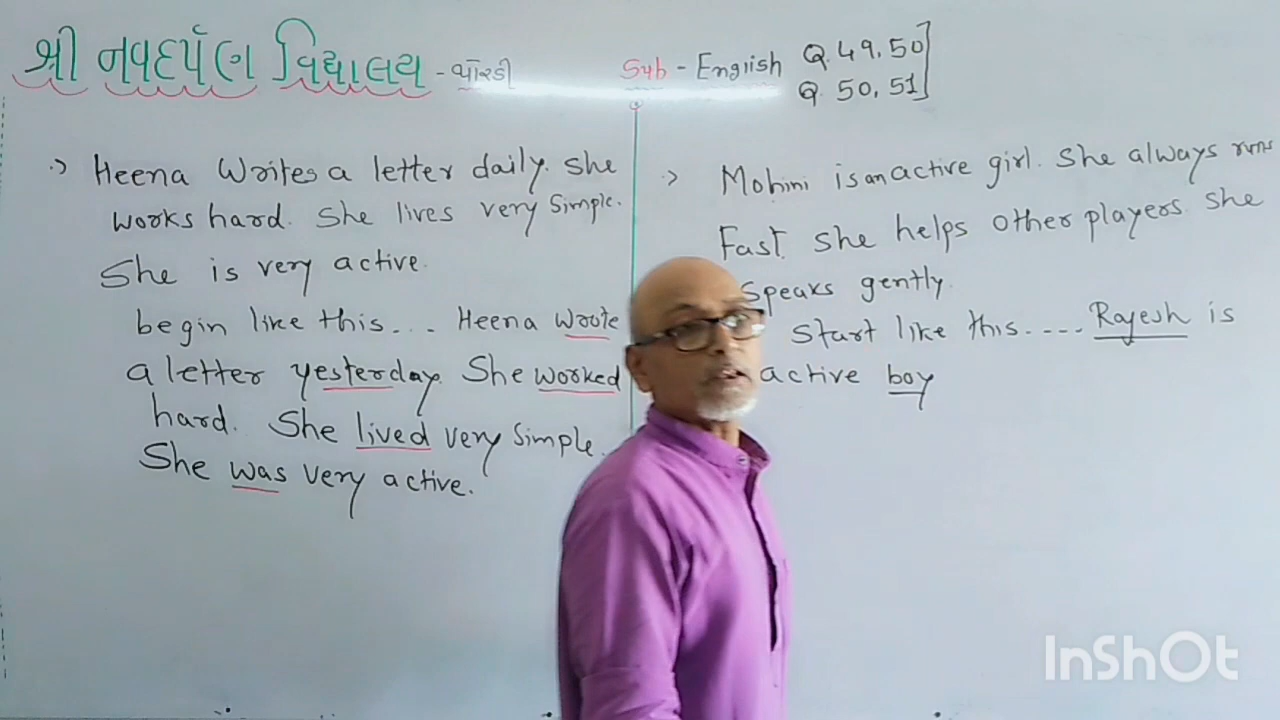 શ્રી નવદર્પણ વિદ્યાલય - થોરડી
Sub - English Q. 49, 50
Q. 50, 51
Heena Writes a letter daily. She
works hard. She lives very simple.
She is very active.
begin like this... Heena wrote
a letter yesterday. She worked
hard. She lived very simple.
She was very active.
Mohini is an active girl. She always runs
Fast. She helps other players. She
Speaks gently.
Start like this.... Rajesh is
active boy
InShOt